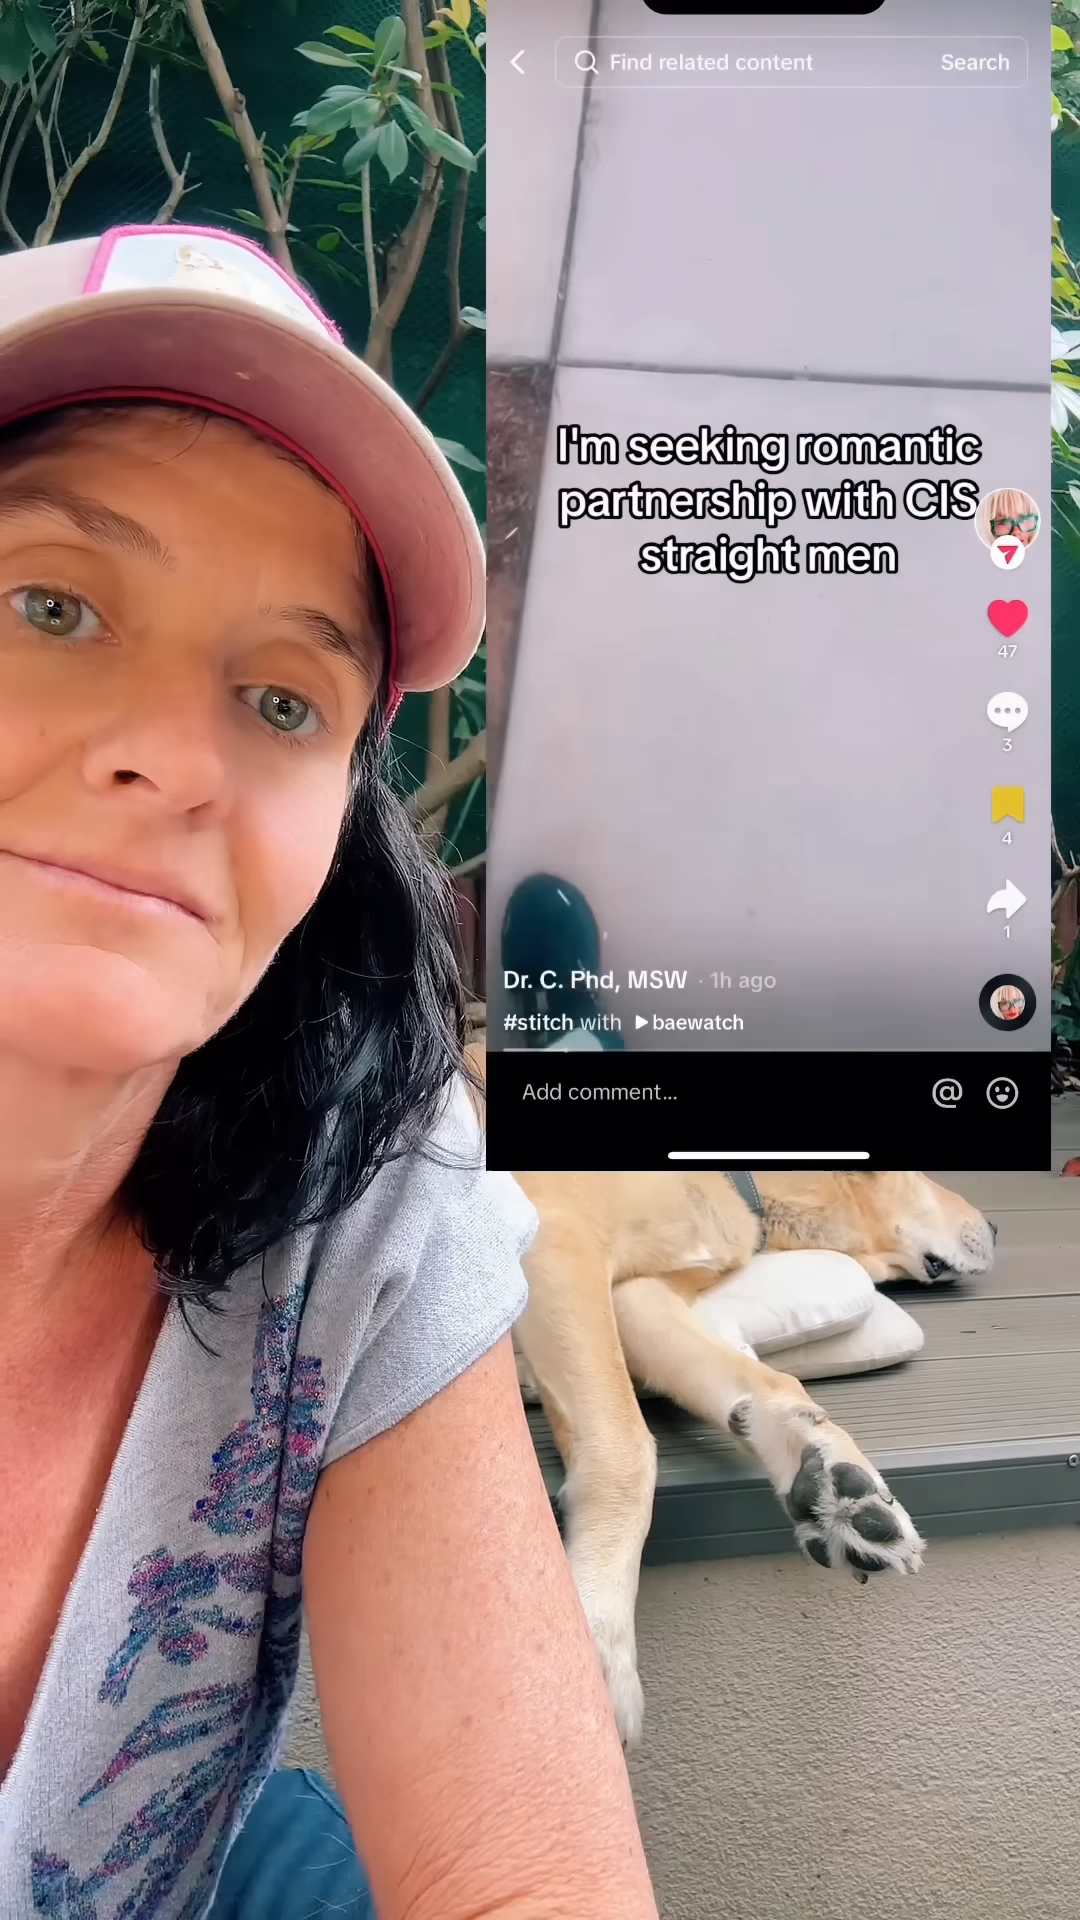 Find related content Search
I'm seeking romantic
partnership with CIS
straight men
47
3
4
1
Dr. C. Phd, MSW · 1h ago
#stitch with baewatch
Add comment...